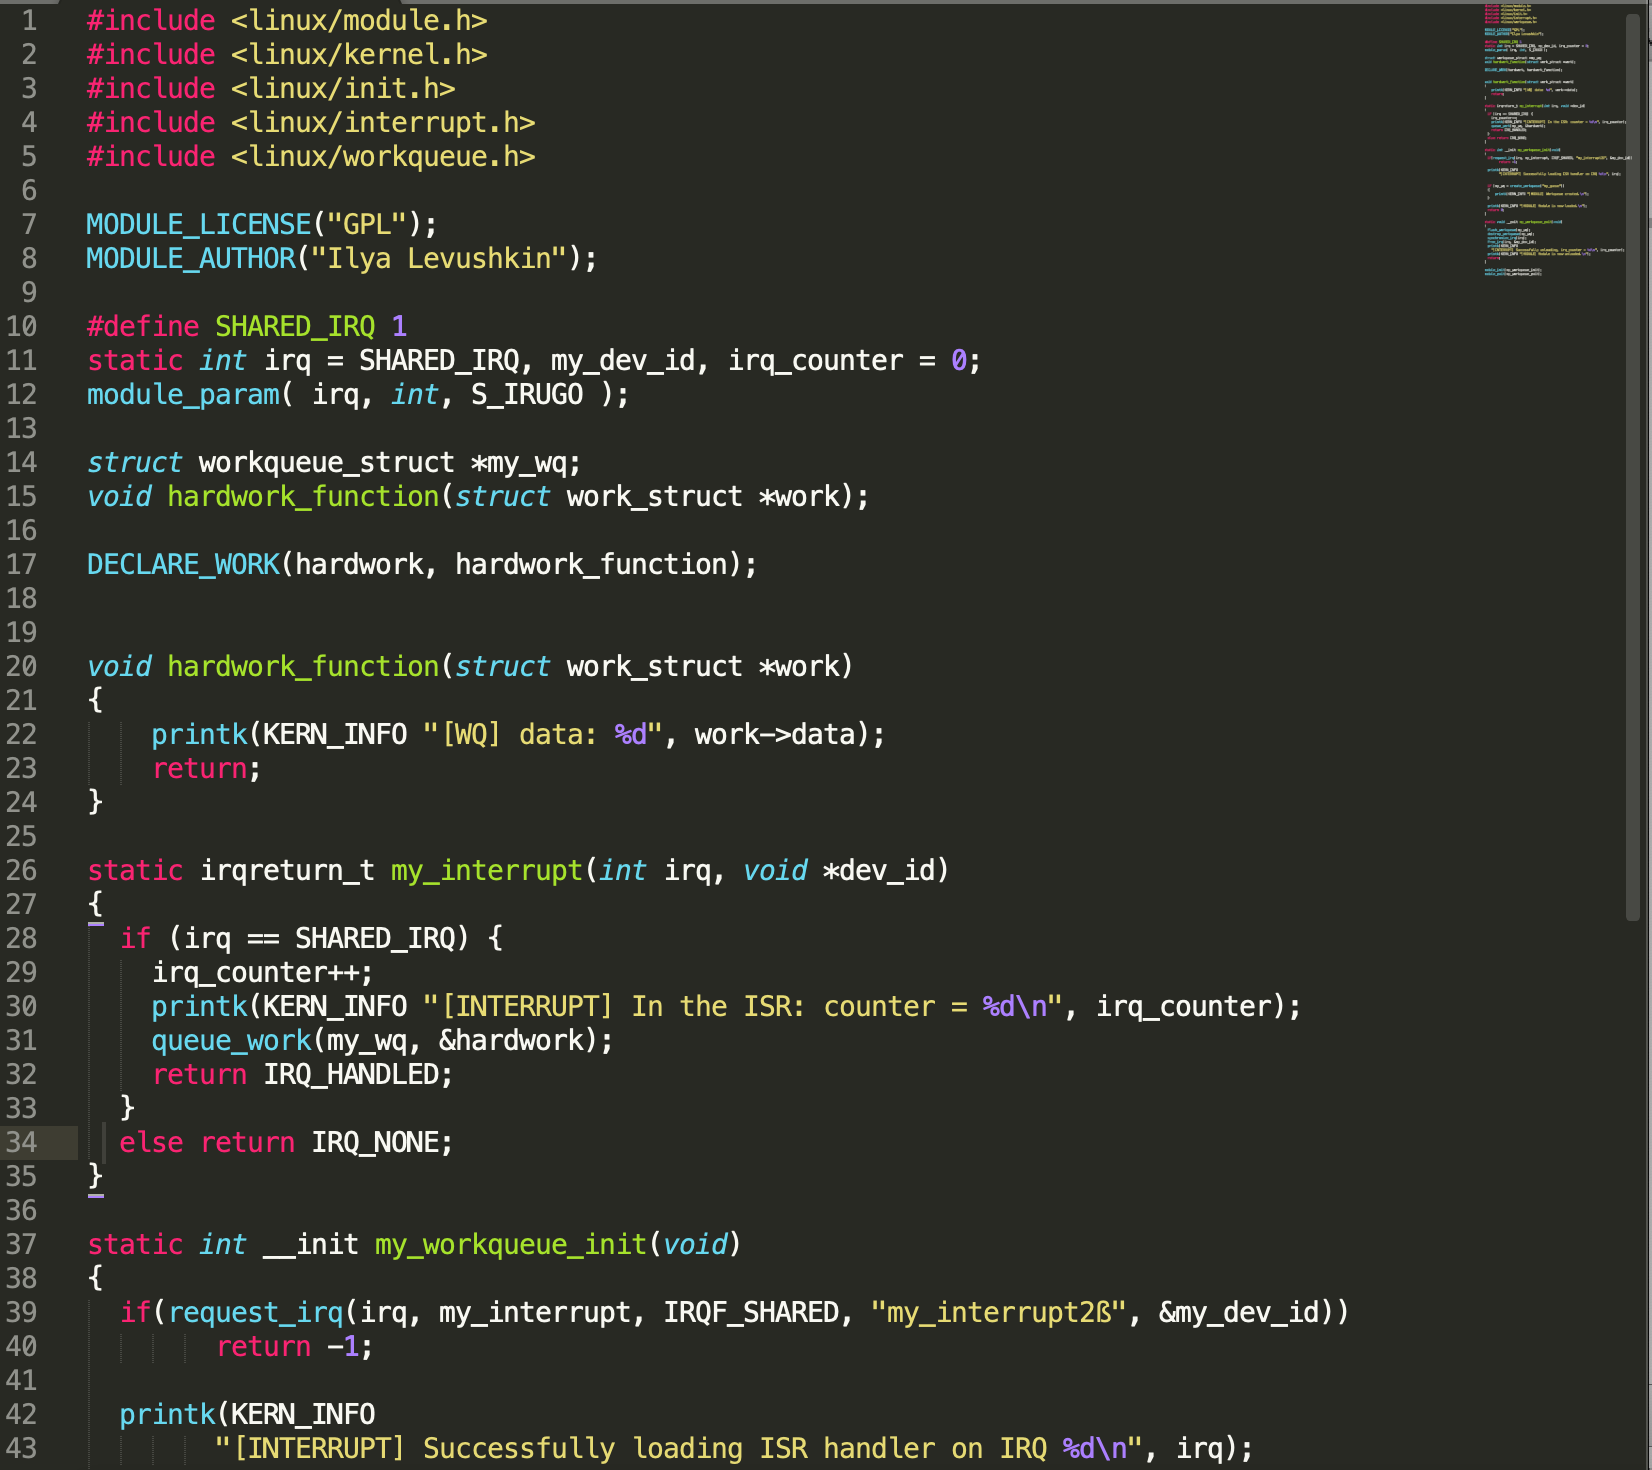 1 #include <linux/module.h>
2 #include <linux/kernel.h>
3 #include <linux/init.h>
4 #include <linux/interrupt.h>
5 #include <linux/workqueue.h>
6
7 MODULE_LICENSE("GPL");
8 MODULE_AUTHOR("Ilya Levushkin");
9
10 #define SHARED_IRQ 1
11 static int irq = SHARED_IRQ, my_dev_id, irq_counter = 0;
12 module_param( irq, int, S_IRUGO );
13
14 struct workqueue_struct *my_wq;
15 void hardwork_function(struct work_struct *work);
16
17 DECLARE_WORK(hardwork, hardwork_function);
18
19
20 void hardwork_function(struct work_struct *work)
21 {
22     printk(KERN_INFO "[WQ] data: %d", work->data);
23     return;
24 }
25
26 static irqreturn_t my_interrupt(int irq, void *dev_id)
27 {
28   if (irq == SHARED_IRQ) {
29     irq_counter++;
30     printk(KERN_INFO "[INTERRUPT] In the ISR: counter = %d\n", irq_counter);
31     queue_work(my_wq, &hardwork);
32     return IRQ_HANDLED;
33   }
34   else return IRQ_NONE;
35 }
36
37 static int __init my_workqueue_init(void)
38 {
39   if(request_irq(irq, my_interrupt, IRQF_SHARED, "my_interrupt2ß", &my_dev_id))
40         return -1;
41
42   printk(KERN_INFO
43         "[INTERRUPT] Successfully loading ISR handler on IRQ %d\n", irq);